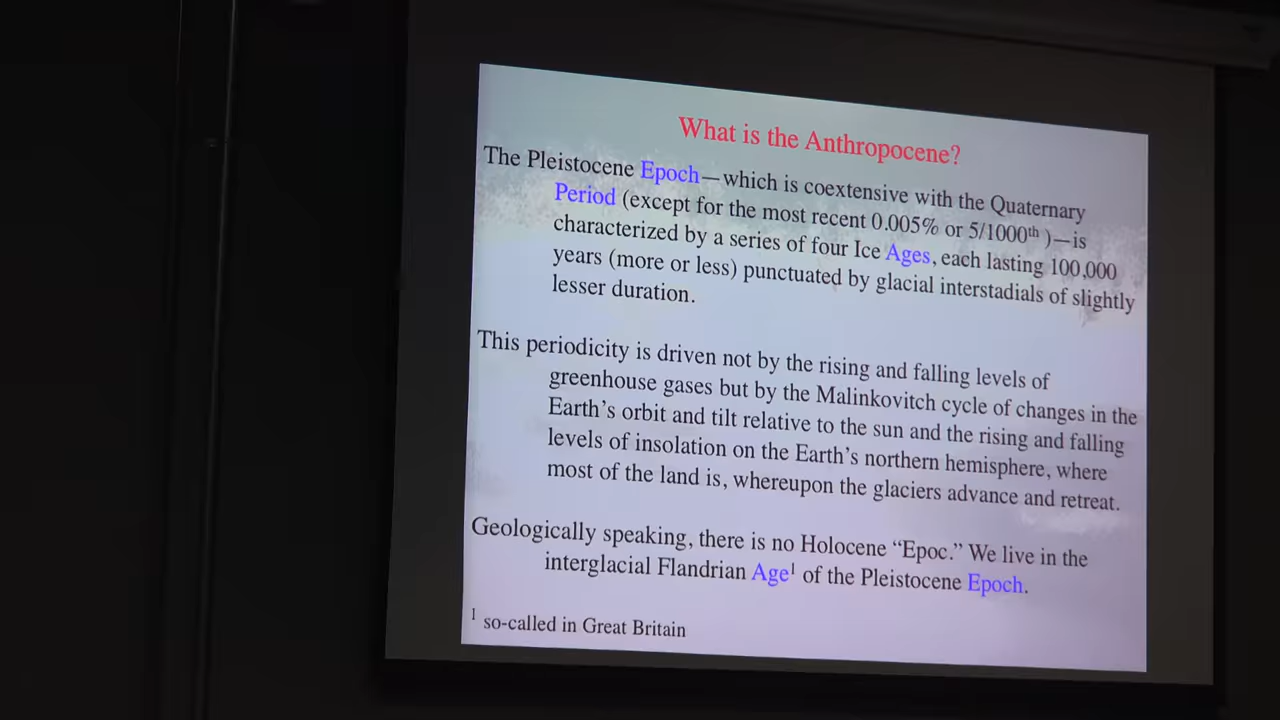 What is the Anthropocene?
The Pleistocene Epoch—which is coextensive with the Quaternary
Period (except for the most recent 0.005% or 5/1000th )—is
characterized by a series of four Ice Ages, each lasting 100,000
years (more or less) punctuated by glacial interstadials of slightly
lesser duration.
This periodicity is driven not by the rising and falling levels of
greenhouse gases but by the Malinkovitch cycle of changes in the
Earth’s orbit and tilt relative to the sun and the rising and falling
levels of insolation on the Earth’s northern hemisphere, where
most of the land is, whereupon the glaciers advance and retreat.
Geologically speaking, there is no Holocene “Epoc.” We live in the
interglacial Flandrian Age1 of the Pleistocene Epoch.
1 so-called in Great Britain